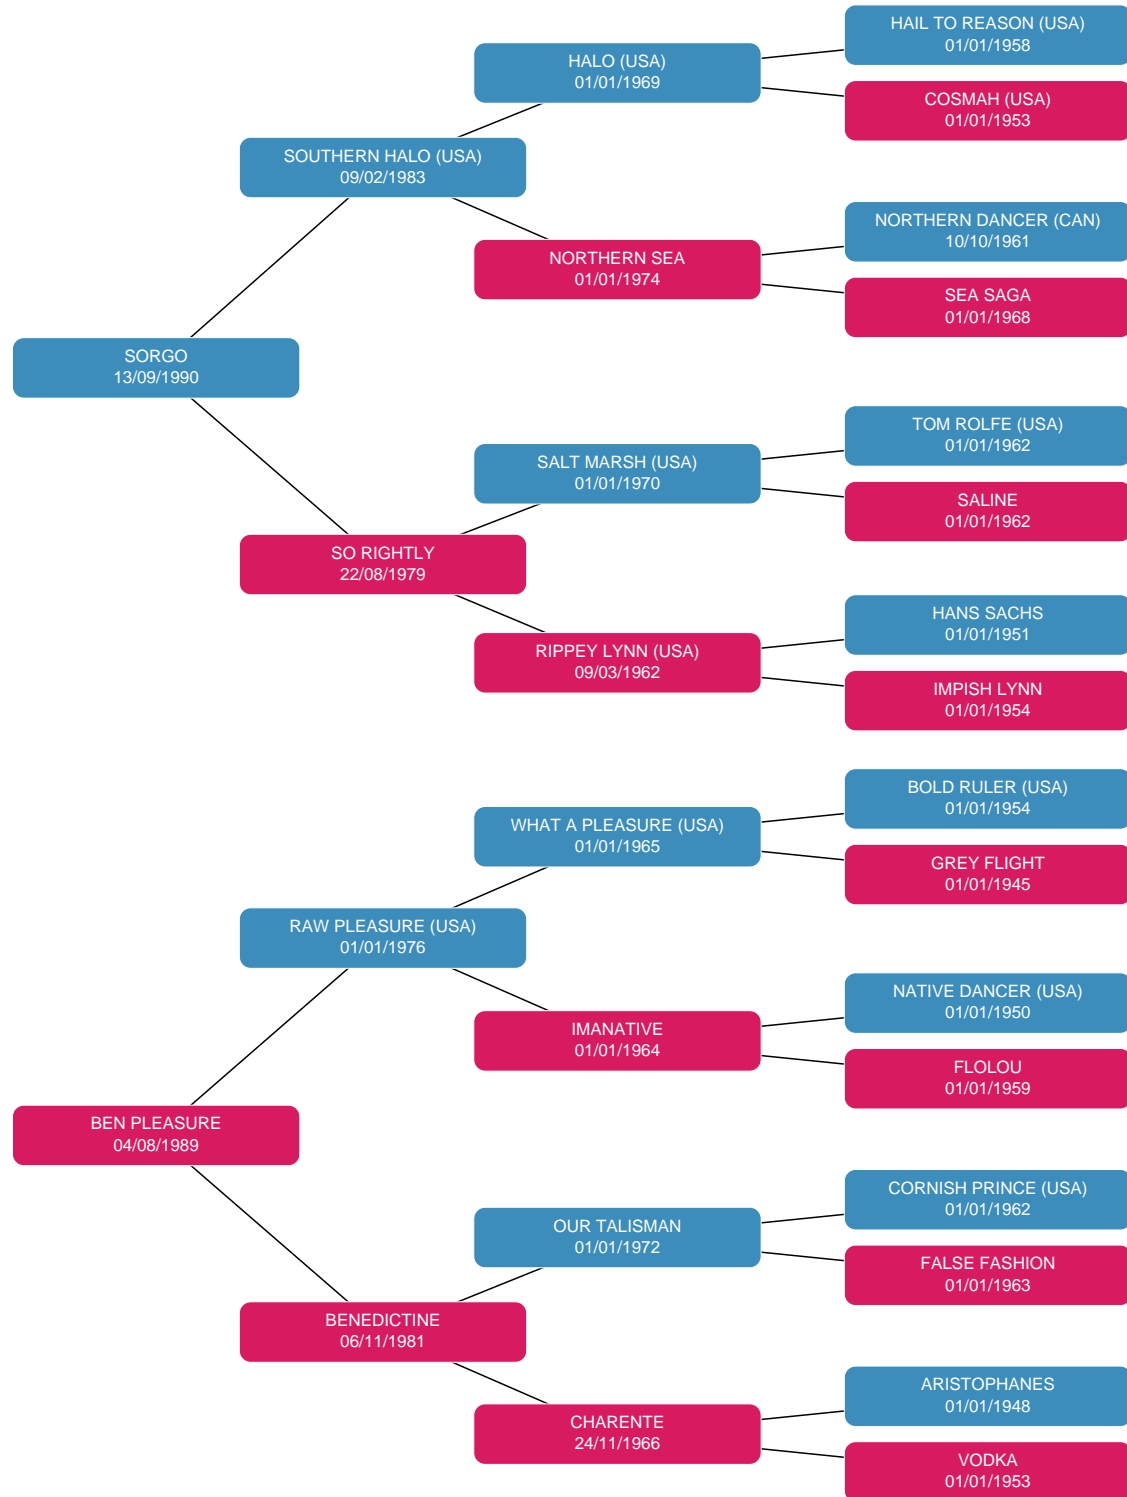 HAIL TO REASON (USA)
01/01/1958
HALO (USA)
01/01/1969
COSMAH (USA)
01/01/1953
SOUTHERN HALO (USA)
09/02/1983
NORTHERN DANCER (CAN)
10/10/1961
NORTHERN SEA
01/01/1974
SEA SAGA
01/01/1968
SORGO
13/09/1990
TOM ROLFE (USA)
01/01/1962
SALT MARSH (USA)
01/01/1970
SALINE
01/01/1962
SO RIGHTLY
22/08/1979
HANS SACHS
01/01/1951
RIPPEY LYNN (USA)
09/03/1962
IMPISH LYNN
01/01/1954
BOLD RULER (USA)
01/01/1954
WHAT A PLEASURE (USA)
01/01/1965
GREY FLIGHT
01/01/1945
RAW PLEASURE (USA)
01/01/1976
NATIVE DANCER (USA)
01/01/1950
IMANATIVE
01/01/1964
FLOLOU
01/01/1959
BEN PLEASURE
04/08/1989
CORNISH PRINCE (USA)
01/01/1962
OUR TALISMAN
01/01/1972
FALSE FASHION
01/01/1963
BENEDICTINE
06/11/1981
ARISTOPHANES
01/01/1948
CHARENTE
24/11/1966
VODKA
01/01/1953